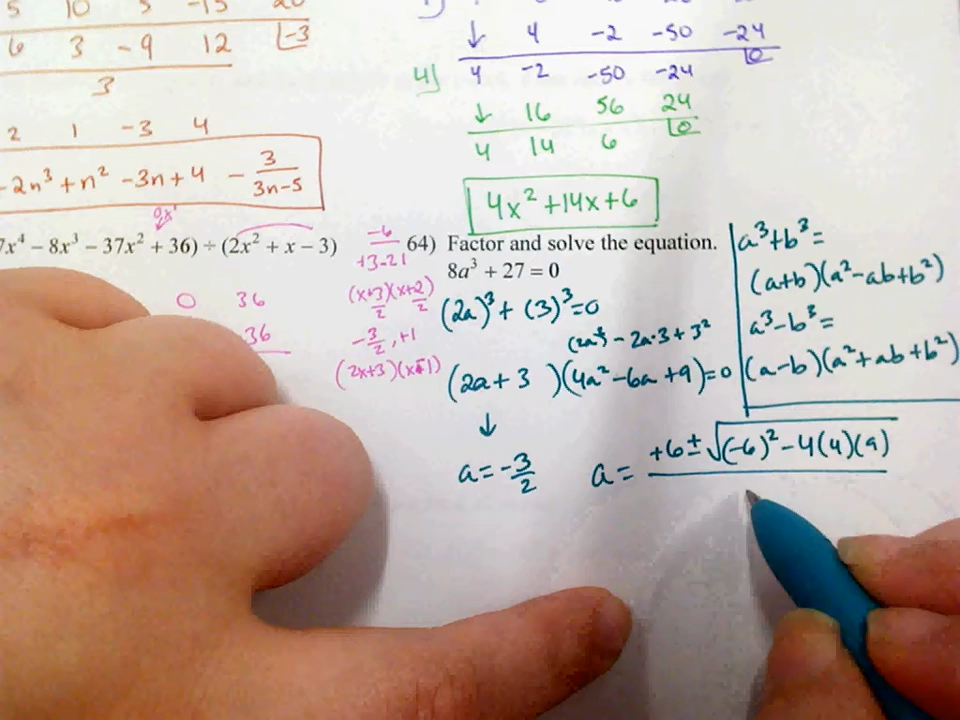 5 10 5 -15 20
6 3 -9 12 -3
3
2 1 -3 4
-2n³ + n² - 3n + 4 - 3/(3n-5)
↓ 4 -2 -50 -24
4 -2 -50 -24 0
4)
↓ 16 56 24
4 14 6 0
4x² + 14x + 6
7x⁴ – 8x³ – 37x² + 36) ÷ (2x² + x – 3)
0 36
36
-6
+3 -2 1
(x+3/2)(x+2/2)
-3/2, +1
(2x+3)(x-1)
64) Factor and solve the equation.
8a³ + 27 = 0
(2a)³ + (3)³ = 0
(2a)² - 2a·3 + 3²
(2a + 3 )(4a² - 6a + 9) = 0
↓
a = -3/2
a = +6 ± √((-6)² - 4(4)(9))
a³ + b³ =
(a+b)(a² - ab + b²)
a³ - b³ =
(a-b)(a² + ab + b²)